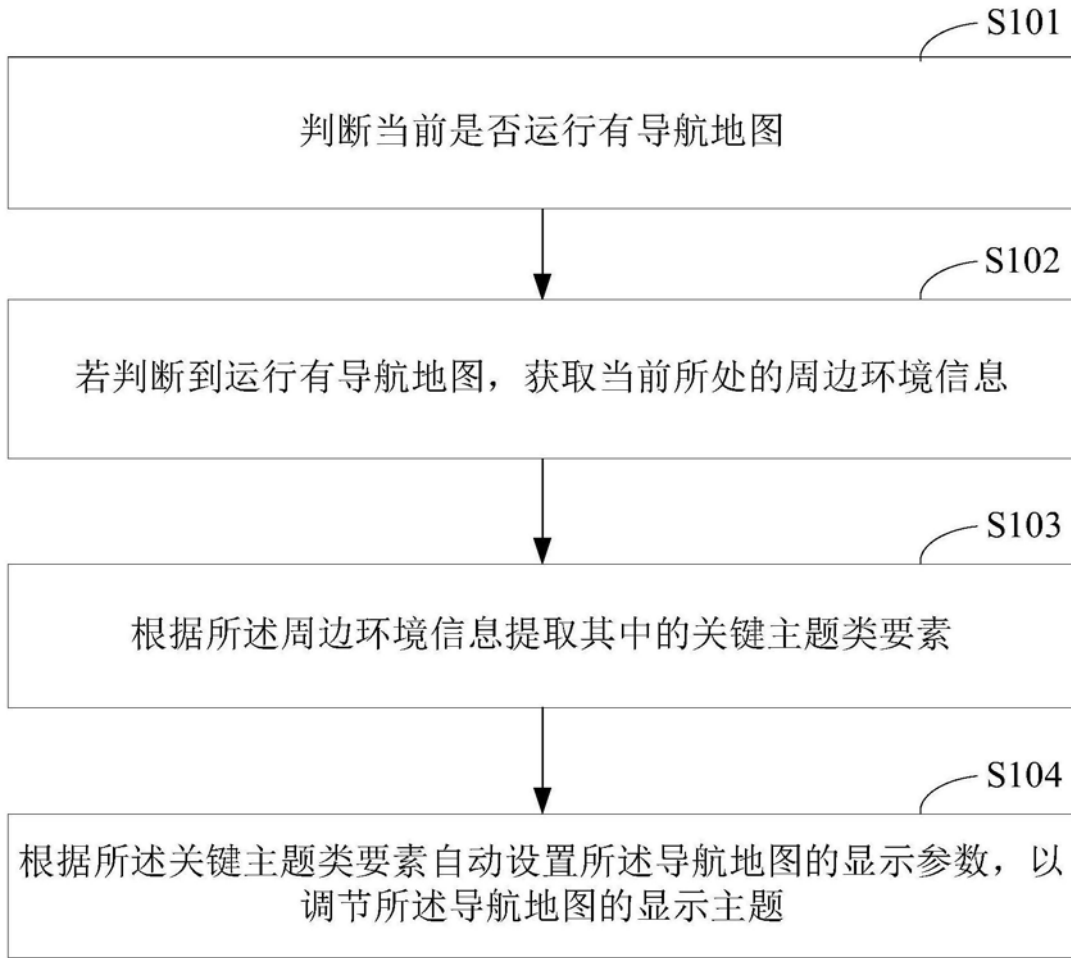 S101
判断当前是否运行有导航地图
S102
若判断到运行有导航地图，获取当前所处的周边环境信息
S103
根据所述周边环境信息提取其中的关键主题类要素
S104
根据所述关键主题类要素自动设置所述导航地图的显示参数，以
调节所述导航地图的显示主题